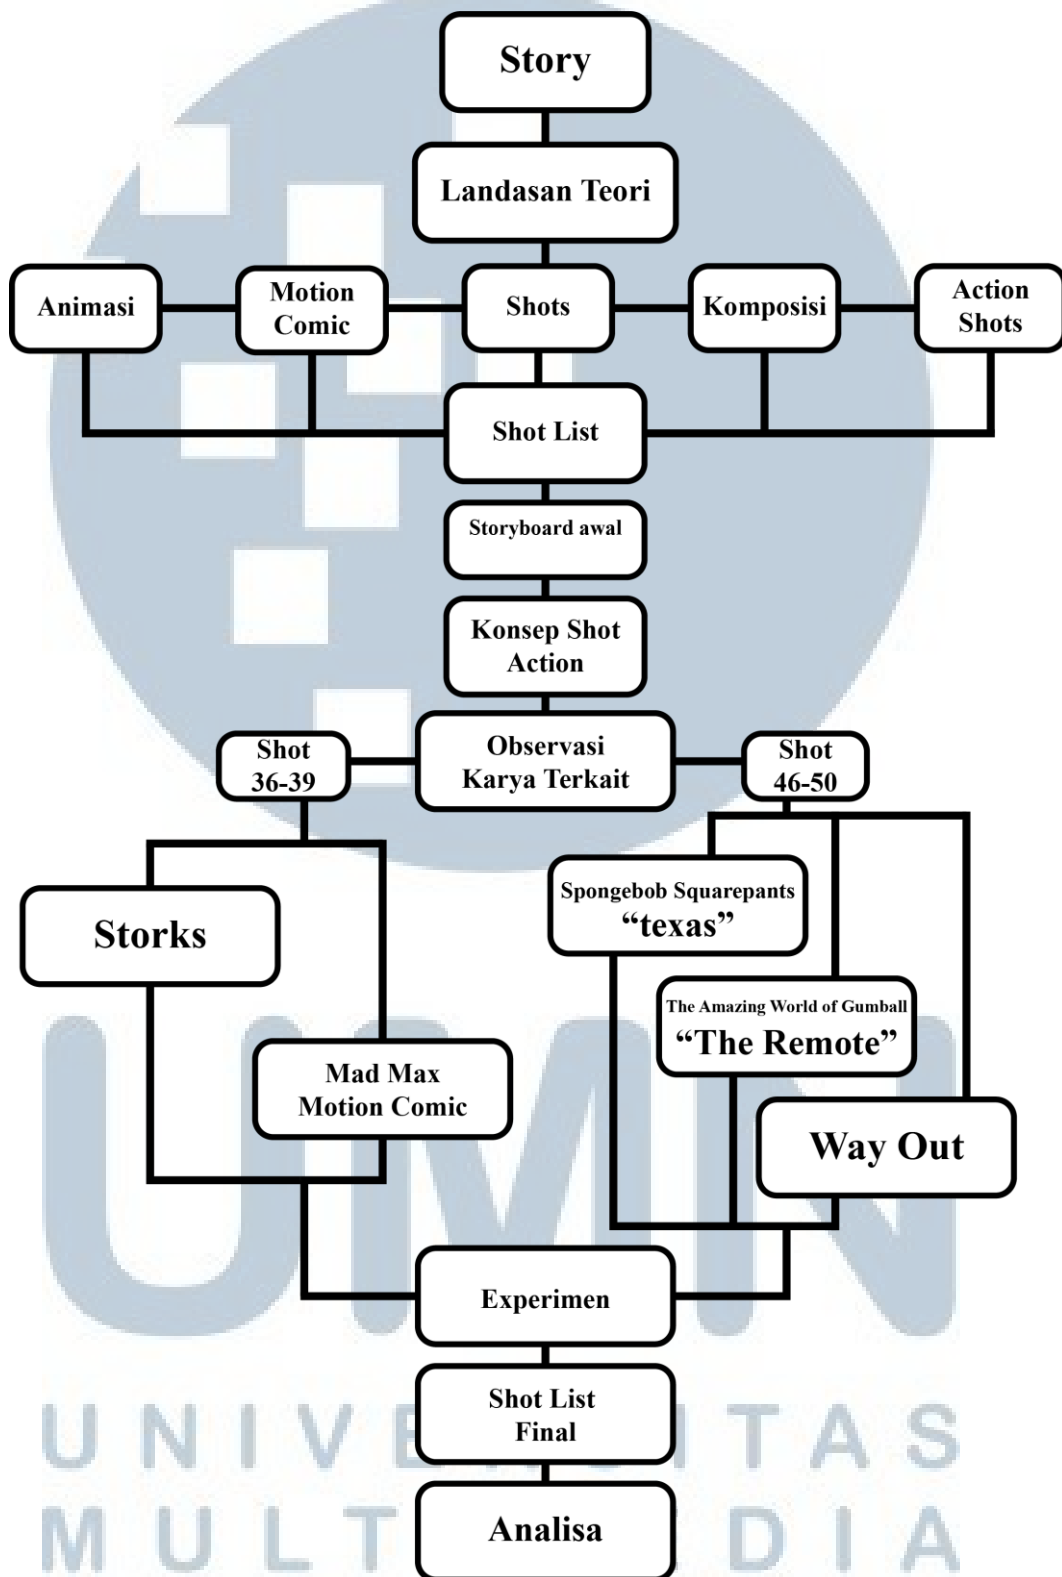 Story
Landasan Teori
Animasi
Motion
Comic
Shots
Komposisi
Action
Shots
Shot List
Storyboard awal
Konsep Shot
Action
Shot
36-39
Observasi
Karya Terkait
Shot
46-50
Storks
Spongebob Squarepants
“texas”
The Amazing World of Gumball
“The Remote”
Mad Max
Motion Comic
Way Out
Experimen
Shot List
Final
Analisa
UMN
UNIVERSITAS
MULTIMEDIA